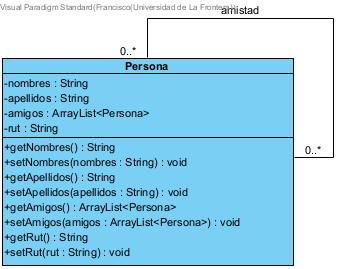 Visual Paradigm Standard(Francisco(Universidad de La Frontera))
amistad
0..*
Persona
-nombres : String
-apellidos : String
-amigos : ArrayList<Persona>
-rut : String
0..*
+getNombres() : String
+setNombres(nombres : String) : void
+getApellidos() : String
+setApellidos(apellidos : String) : void
+getAmigos() : ArrayList<Persona>
+setAmigos(amigos : ArrayList<Persona>) : void
+getRut() : String
+setRut(rut : String) : void